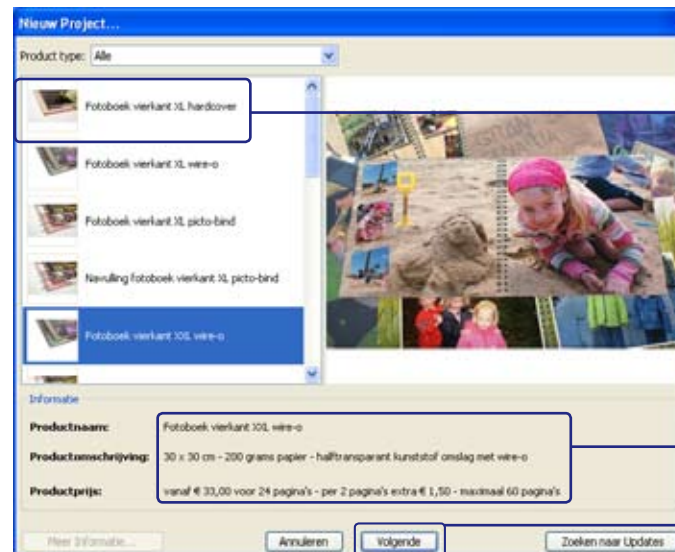 Nieuw Project...
Product type: Alle
Fotoboek vierkant XL hardcover
Fotoboek vierkant XL wire-o
Fotoboek vierkant XL picto-bind
Navulling fotoboek vierkant XL picto-bind
Fotoboek vierkant XXL wire-o
Informatie
Productnaam: Fotoboek vierkant XXL wire-o
Productomschrijving: 30 x 30 cm - 200 grams papier - halftransparant kunststof omslag met wire-o
Productprijs: vanaf € 33,00 voor 24 pagina's - per 2 pagina's extra € 1,50 - maximaal 60 pagina's
Meer Informatie... Annuleren Volgende Zoeken naar Updates